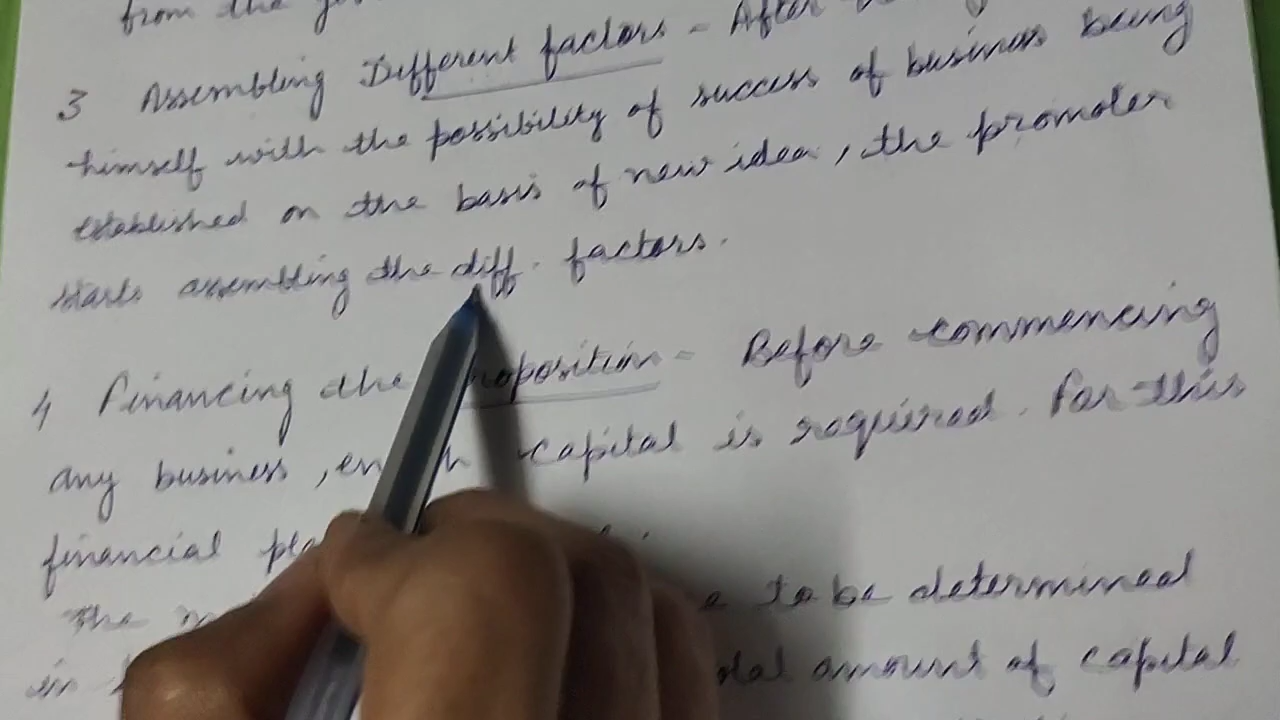 from the
3 Assembling Different factors - After
himself with the possibility of success of business being
established on the basis of new idea, the promoter
starts assembling the diff. factors.
4 Financing the proposition - Before commencing
any business, capital is required. For this
financial
The to be determined
in amount of capital